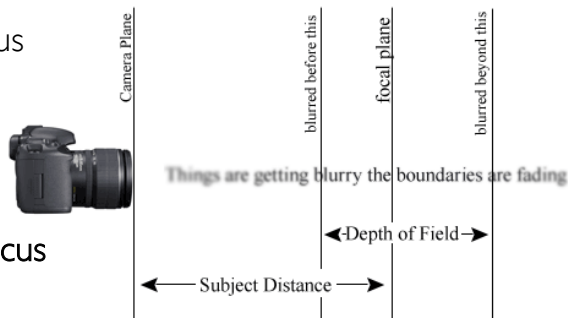 us
Camera Plane
blurred before this
focal plane
blurred beyond this
Things are getting blurry the boundaries are fading
Depth of Field
cus
Subject Distance